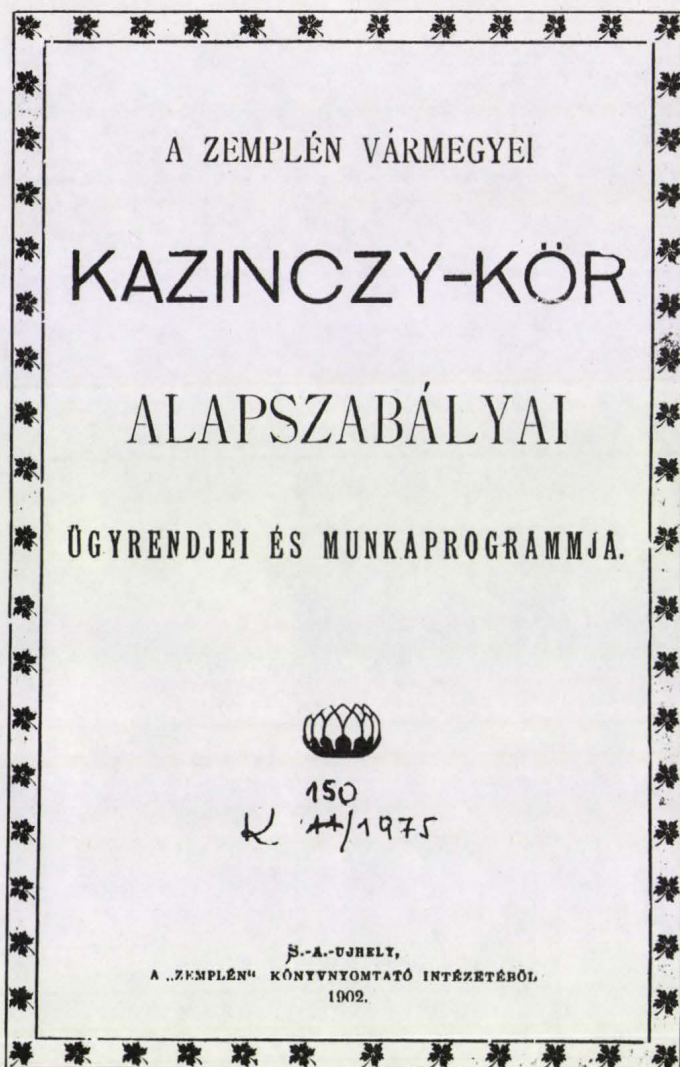 A ZEMPLÉN VÁRMEGYEI
KAZINCZY-KÖR
ALAPSZABÁLYAI
ÜGYRENDJEI ÉS MUNKAPROGRAMMJA.
150
K 11/1975
S.-A.-UJHELY,
A „ZEMPLÉN“ KÖNYVNYOMTATÓ INTÉZETÉBŐL
1902.